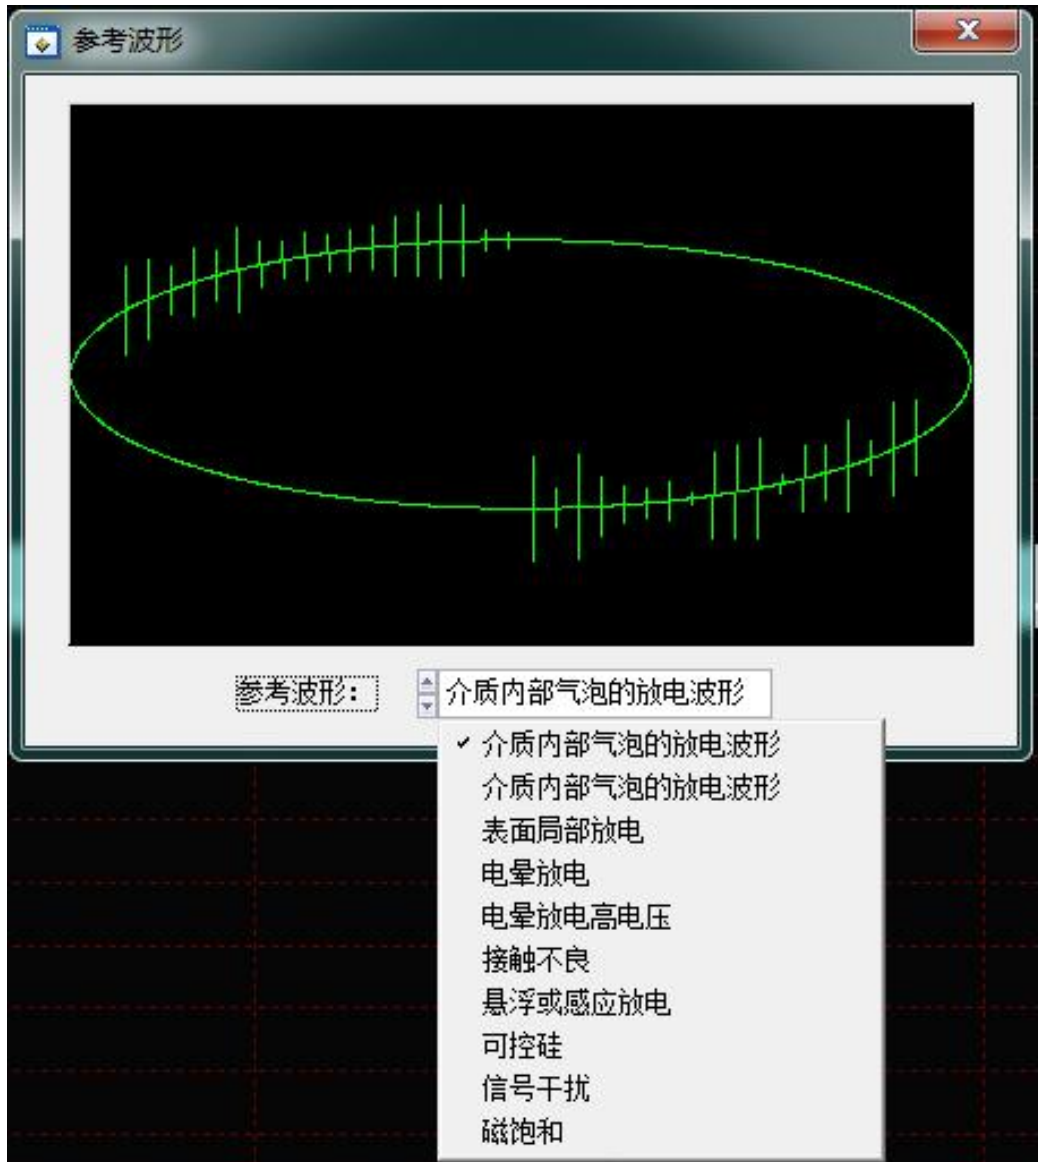 参考波形
参考波形：
介质内部气泡的放电波形
介质内部气泡的放电波形
介质内部气泡的放电波形
表面局部放电
电晕放电
电晕放电高电压
接触不良
悬浮或感应放电
可控硅
信号干扰
磁饱和